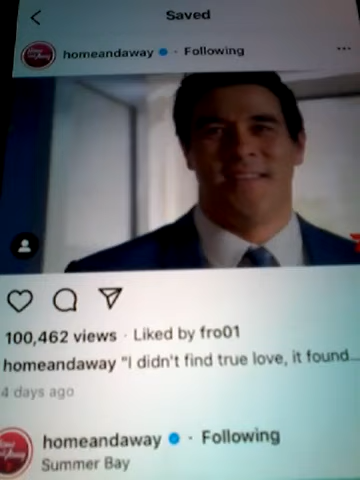 Saved
homeandaway · Following
100,462 views · Liked by fro01
homeandaway "I didn't find true love, it found...
4 days ago
homeandaway · Following
Summer Bay